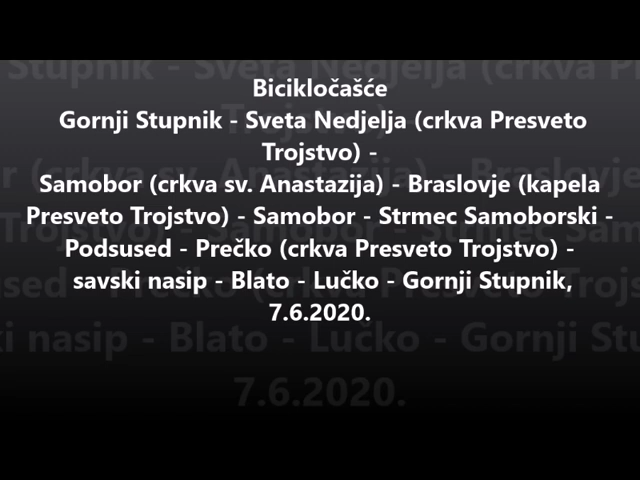 Bicikločašće
Gornji Stupnik - Sveta Nedjelja (crkva Presveto
Trojstvo) -
Samobor (crkva sv. Anastazija) - Braslovje (kapela
Presveto Trojstvo) - Samobor - Strmec Samoborski -
Podsused - Prečko (crkva Presveto Trojstvo) -
savski nasip - Blato - Lučko - Gornji Stupnik,
7.6.2020.